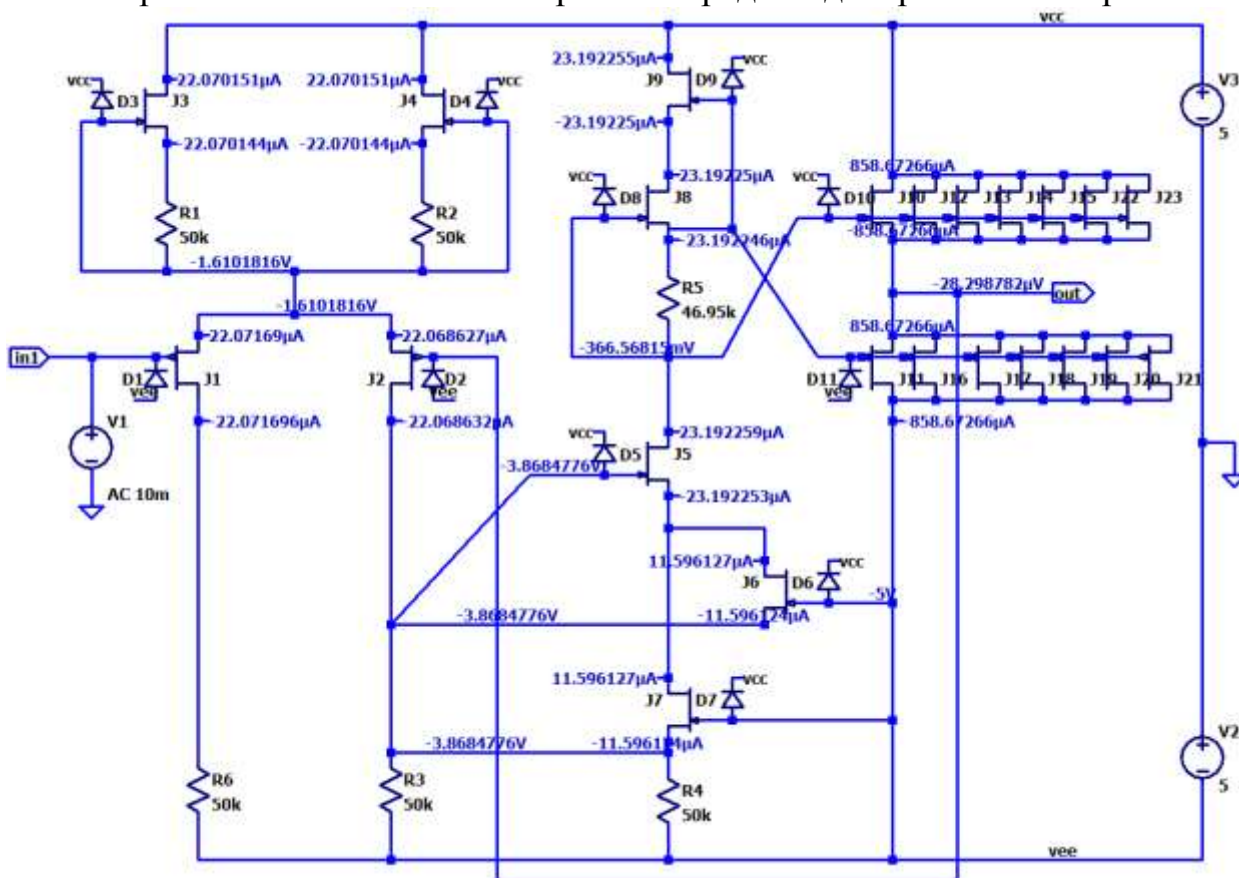 vcc
23.192255µA
vcc
vcc
22.070151µA
22.070151µA
vcc
J9
D9
V3
D3
J3
J4
D4
5
-23.19225µA
-22.070144µA
-22.070144µA
858.67266µA
vcc
23.19225µA
vcc
D8
J8
D10
J10
J12
J13
J14
J15
J22
J23
R1
50k
R2
50k
-23.192246µA
-858.67266µA
-1.6101816V
R5
46.95k
-28.298782µV
out
-1.6101816V
22.07169µA
22.068627µA
858.67266µA
in1
-366.56815mV
D1
J1
J2
D2
D11
J11
J16
J17
J18
J19
J20
J21
vee
vee
vee
V1
-22.071696µA
-22.068632µA
vcc
23.192259µA
-858.67266µA
D5
J5
-3.8684776V
AC 10m
-23.192253µA
11.596127µA
vcc
J6
D6
-5V
-3.8684776V
-11.596124µA
11.596127µA
vcc
J7
D7
V2
-3.8684776V
-11.596124µA
R6
50k
R3
50k
R4
50k
5
vee